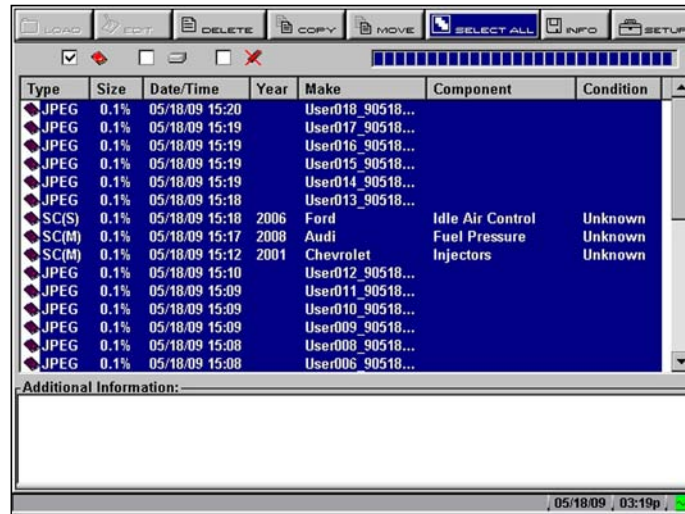 LOAD EDIT DELETE COPY MOVE SELECT ALL INFO SETUP
Type Size Date/Time Year Make Component Condition
JPEG 0.1% 05/18/09 15:20 User018_90518...
JPEG 0.1% 05/18/09 15:19 User017_90518...
JPEG 0.1% 05/18/09 15:19 User016_90518...
JPEG 0.1% 05/18/09 15:19 User015_90518...
JPEG 0.1% 05/18/09 15:19 User014_90518...
JPEG 0.1% 05/18/09 15:18 User013_90518...
SC(S) 0.1% 05/18/09 15:18 2006 Ford Idle Air Control Unknown
SC(M) 0.1% 05/18/09 15:17 2008 Audi Fuel Pressure Unknown
SC(M) 0.1% 05/18/09 15:12 2001 Chevrolet Injectors Unknown
JPEG 0.1% 05/18/09 15:10 User012_90518...
JPEG 0.1% 05/18/09 15:09 User011_90518...
JPEG 0.1% 05/18/09 15:09 User010_90518...
JPEG 0.1% 05/18/09 15:09 User009_90518...
JPEG 0.1% 05/18/09 15:08 User008_90518...
JPEG 0.1% 05/18/09 15:08 User006_90518...
Additional Information:
05/18/09 03:19p